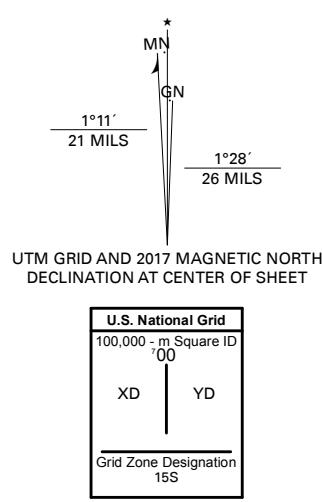 ★
MN
GN
1°11´
21 MILS
1°28´
26 MILS
UTM GRID AND 2017 MAGNETIC NORTH
DECLINATION AT CENTER OF SHEET
U.S. National Grid
100,000 - m Square ID
⁷00
XD YD
Grid Zone Designation
15S